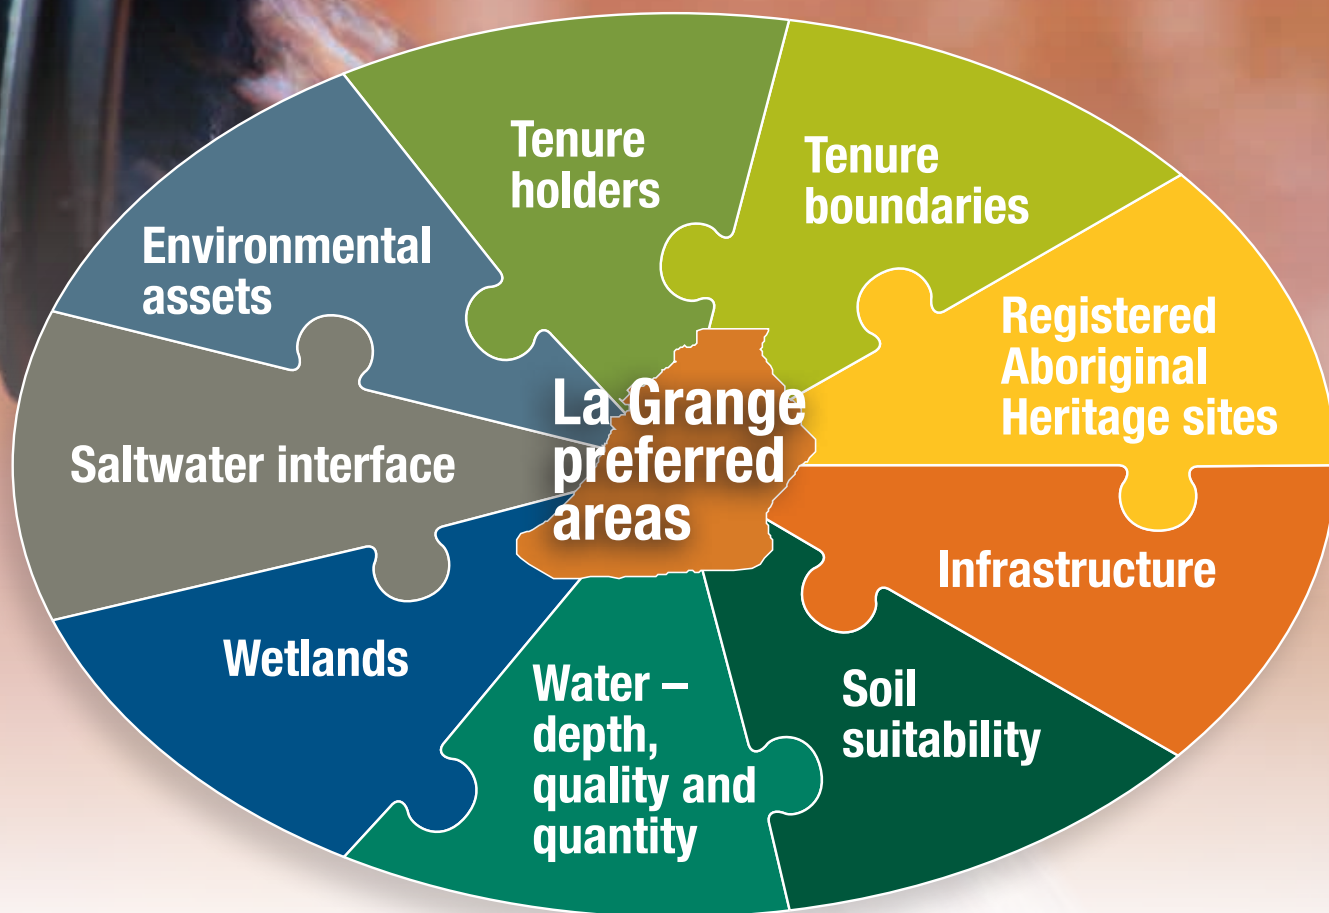 Tenure
holders
Tenure
boundaries
Environmental
assets
Registered
Aboriginal
Heritage sites
La Grange
preferred
areas
Saltwater interface
Infrastructure
Wetlands
Water –
depth,
quality and
quantity
Soil
suitability